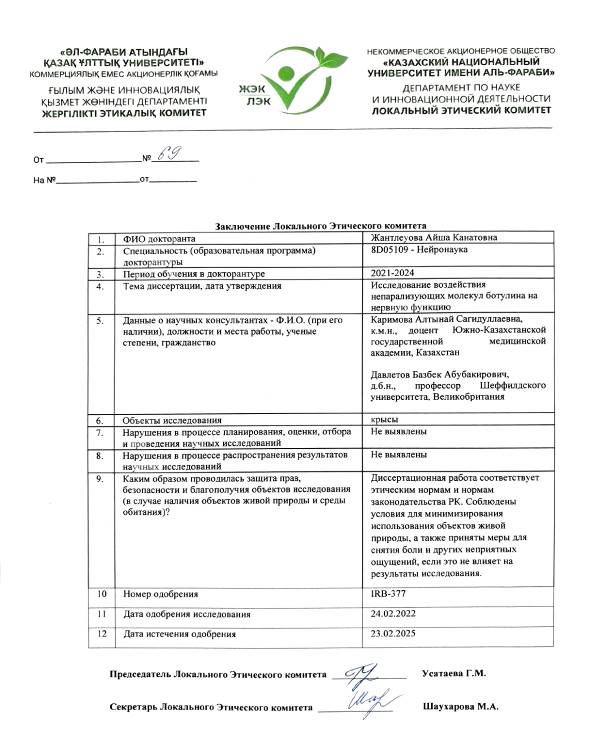 «ӘЛ-ФАРАБИ АТЫНДАҒЫ
ҚАЗАҚ ҰЛТТЫҚ УНИВЕРСИТЕТІ»
КОММЕРЦИЯЛЫҚ ЕМЕС АКЦИОНЕРЛІК ҚОҒАМЫ
ҒЫЛЫМ ЖӘНЕ ИННОВАЦИЯЛЫҚ
ҚЫЗМЕТ ЖӨНІНДЕГІ ДЕПАРТАМЕНТІ
ЖЕРГІЛІКТІ ЭТИКАЛЫҚ КОМИТЕТ
ЖЭК
ЛЭК
НЕКОММЕРЧЕСКОЕ АКЦИОНЕРНОЕ ОБЩЕСТВО
«КАЗАХСКИЙ НАЦИОНАЛЬНЫЙ
УНИВЕРСИТЕТ ИМЕНИ АЛЬ-ФАРАБИ»
ДЕПАРТАМЕНТ ПО НАУКЕ
И ИННОВАЦИОННОЙ ДЕЯТЕЛЬНОСТИ
ЛОКАЛЬНЫЙ ЭТИЧЕСКИЙ КОМИТЕТ
От № 69
На № от
Заключение Локального Этического комитета
1. ФИО докторанта Жантлеуова Айша Канатовна
2. Специальность (образовательная программа) 8D05109 - Нейронаука
докторантуры
3. Период обучения в докторантуре 2021-2024
4. Тема диссертации, дата утверждения Исследование воздействия
непарализующих молекул ботулина на
нервную функцию
5. Данные о научных консультантах - Ф.И.О. (при его Каримова Алтынай Сагидуллаевна,
наличии), должности и места работы, ученые к.м.н., доцент Южно-Казахстанской
степени, гражданство государственной медицинской
академии, Казахстан
Давлетов Базбек Абубакирович,
д.б.н., профессор Шеффилдского
университета, Великобритания
6. Объекты исследования крысы
7. Нарушения в процессе планирования, оценки, отбора Не выявлены
и проведения научных исследований
8. Нарушения в процессе распространения результатов Не выявлены
научных исследований
9. Каким образом проводилась защита прав, Диссертационная работа соответствует
безопасности и благополучия объектов исследования этическим нормам и нормам
(в случае наличия объектов живой природы и среды законодательства РК. Соблюдены
обитания)? условия для минимизирования
использования объектов живой
природы, а также приняты меры для
снятия боли и других неприятных
ощущений, если это не влияет на
результаты исследования.
10 Номер одобрения IRB-377
11 Дата одобрения исследования 24.02.2022
12 Дата истечения одобрения 23.02.2025
Председатель Локального Этического комитета Усатаева Г.М.
Секретарь Локального Этического комитета Шаухарова М.А.